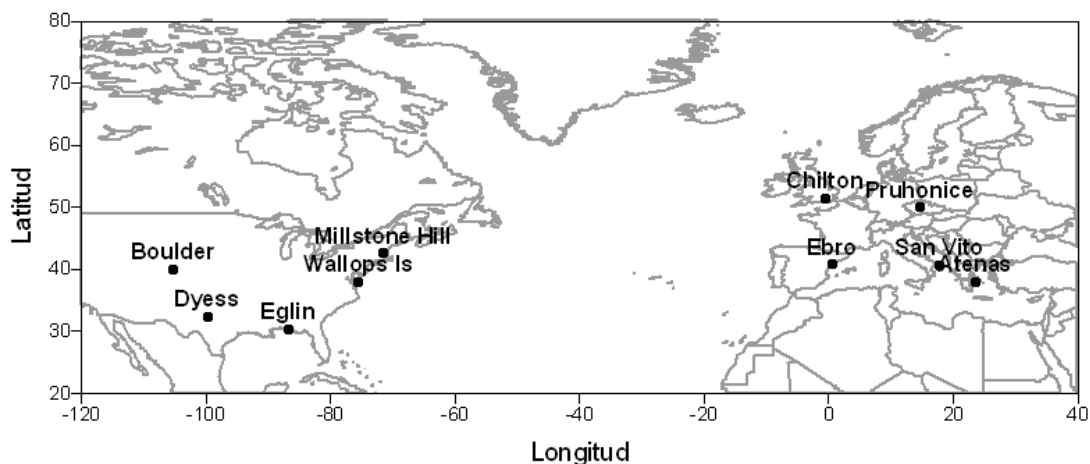 80
70
60
50
40
30
20
Latitud
Chilton
Pruhonice
Millstone Hill
Boulder
Wallops Is
Ebro
San Vito
Atenas
Dyess
Eglin
-120
-100
-80
-60
-40
-20
0
20
40
Longitud